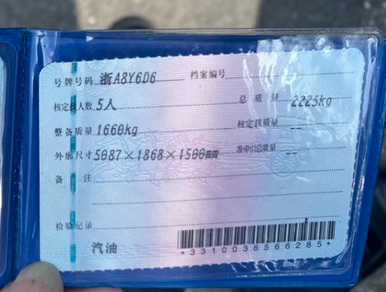 号牌号码 浙A8Y6D6 档案编号
核定载人数 5人 总质量 2225kg
整备质量 1660kg 核定载质量 --
外廓尺寸 5087×1868×1500mm 准牵引总质量 --
备注
检验记录
汽油
*3310036566285*